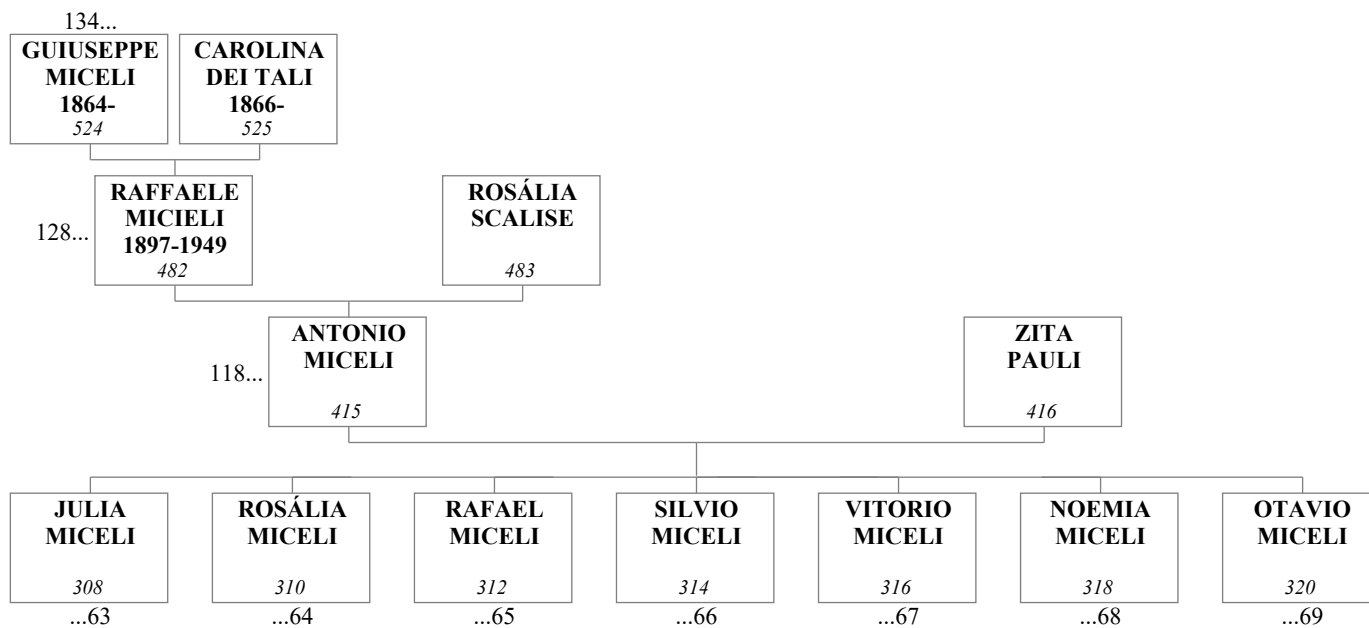 134...
GUIUSEPPE
MICELI
1864-
524
CAROLINA
DEI TALI
1866-
525
128...
RAFFAELE
MICIELI
1897-1949
482
ROSÁLIA
SCALISE
483
118...
ANTONIO
MICELI
415
ZITA
PAULI
416
JULIA
MICELI
308
...63
ROSÁLIA
MICELI
310
...64
RAFAEL
MICELI
312
...65
SILVIO
MICELI
314
...66
VITORIO
MICELI
316
...67
NOEMIA
MICELI
318
...68
OTAVIO
MICELI
320
...69